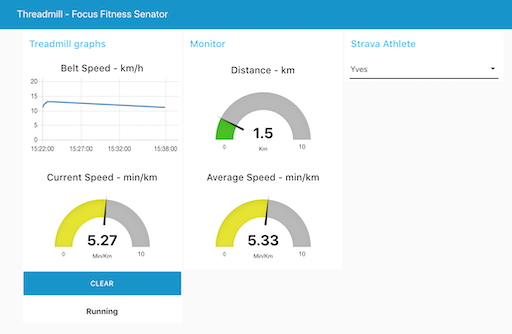 Threadmill - Focus Fitness Senator
Treadmill graphs
Belt Speed - km/h
20
15
10
5
0
15:22:00 15:27:00 15:32:00 15:38:00
Current Speed - min/km
5.27
0 Min/Km 10
CLEAR
Running
Monitor
Distance - km
1.5
0 Km 10
Average Speed - min/km
5.33
0 Min/Km 10
Strava Athlete
Yves